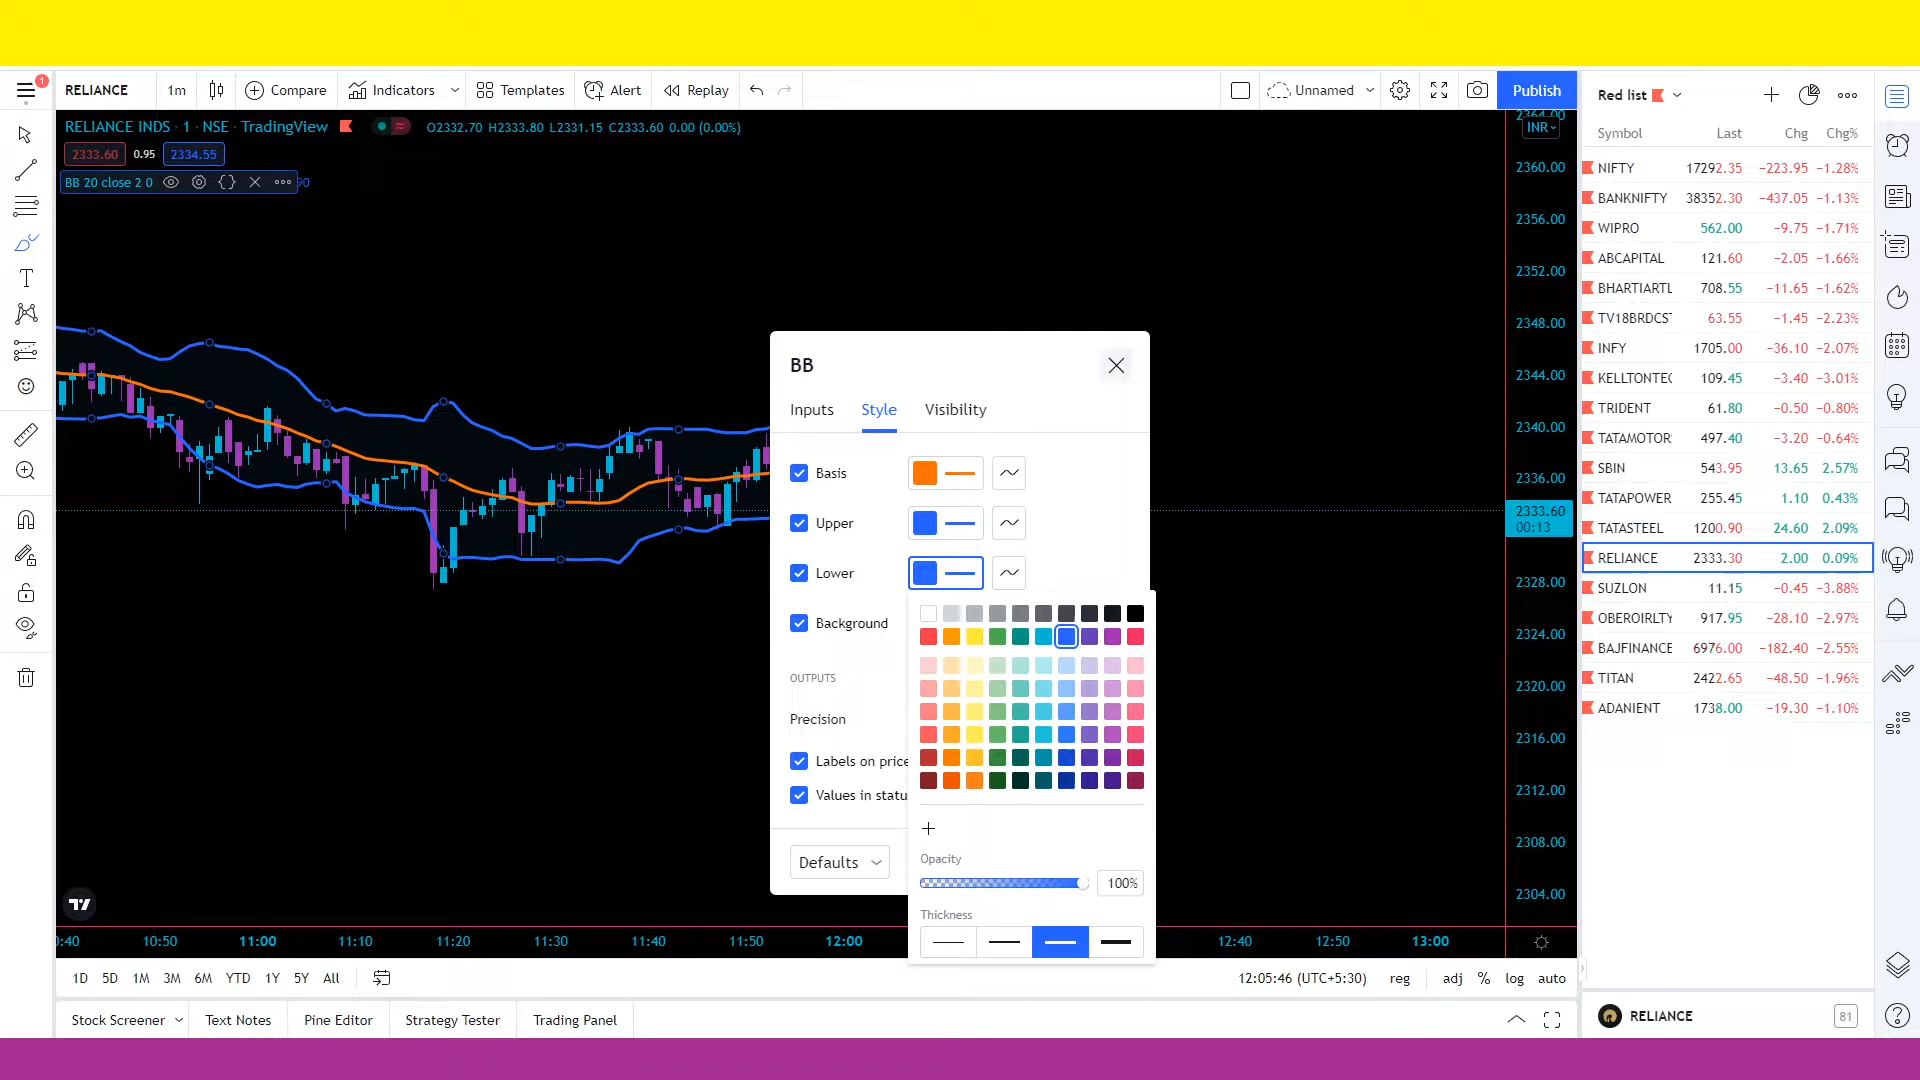 1
RELIANCE
1m
Compare
Indicators
Templates
Alert
Replay
Unnamed
Publish
RELIANCE INDS · 1 · NSE · TradingView
O2332.70 H2333.80 L2331.15 C2333.60 0.00 (0.00%)
2333.60 0.95 2334.55
BB 20 close 2 0
90
2364.00
INR
2360.00
2356.00
2352.00
2348.00
2344.00
2340.00
2336.00
2333.60
00:13
2328.00
2324.00
2320.00
2316.00
2312.00
2308.00
2304.00
BB
Inputs Style Visibility
Basis
Upper
Lower
Background
OUTPUTS
Precision
Labels on price
Values in statu
Defaults
Opacity
100%
Thickness
0:40 10:50 11:00 11:10 11:20 11:30 11:40 11:50 12:00 12:40 12:50 13:00
1D 5D 1M 3M 6M YTD 1Y 5Y All
12:05:46 (UTC+5:30) reg adj % log auto
Stock Screener Text Notes Pine Editor Strategy Tester Trading Panel
Red list
Symbol Last Chg Chg%
NIFTY 17292.35 −223.95 −1.28%
BANKNIFTY 38352.30 −437.05 −1.13%
WIPRO 562.00 −9.75 −1.71%
ABCAPITAL 121.60 −2.05 −1.66%
BHARTIARTL 708.55 −11.65 −1.62%
TV18BRDCST 63.55 −1.45 −2.23%
INFY 1705.00 −36.10 −2.07%
KELLTONTEC 109.45 −3.40 −3.01%
TRIDENT 61.80 −0.50 −0.80%
TATAMOTORS 497.40 −3.20 −0.64%
SBIN 543.95 13.65 2.57%
TATAPOWER 255.45 1.10 0.43%
TATASTEEL 1200.90 24.60 2.09%
RELIANCE 2333.30 2.00 0.09%
SUZLON 11.15 −0.45 −3.88%
OBEROIRLTY 917.95 −28.10 −2.97%
BAJFINANCE 6976.00 −182.40 −2.55%
TITAN 2422.65 −48.50 −1.96%
ADANIENT 1738.00 −19.30 −1.10%
RELIANCE 81